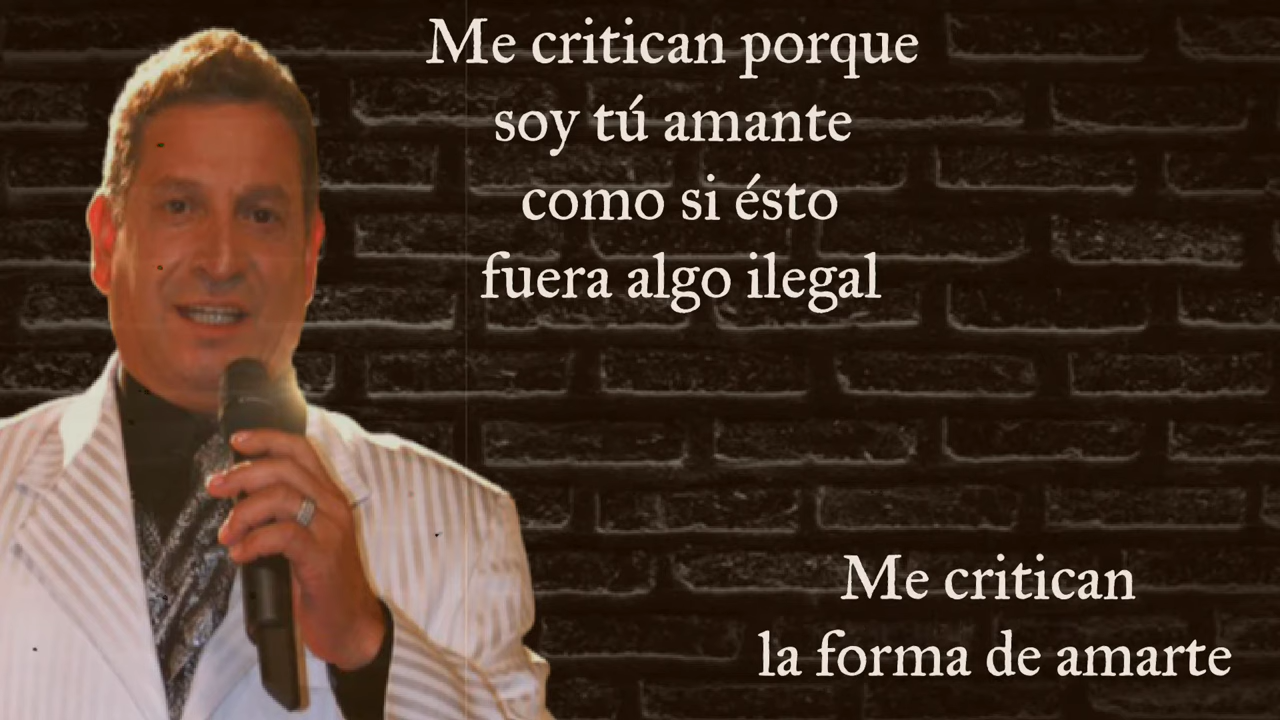 Me critican porque
soy tú amante
como si ésto
fuera algo ilegal
Me critican
la forma de amarte